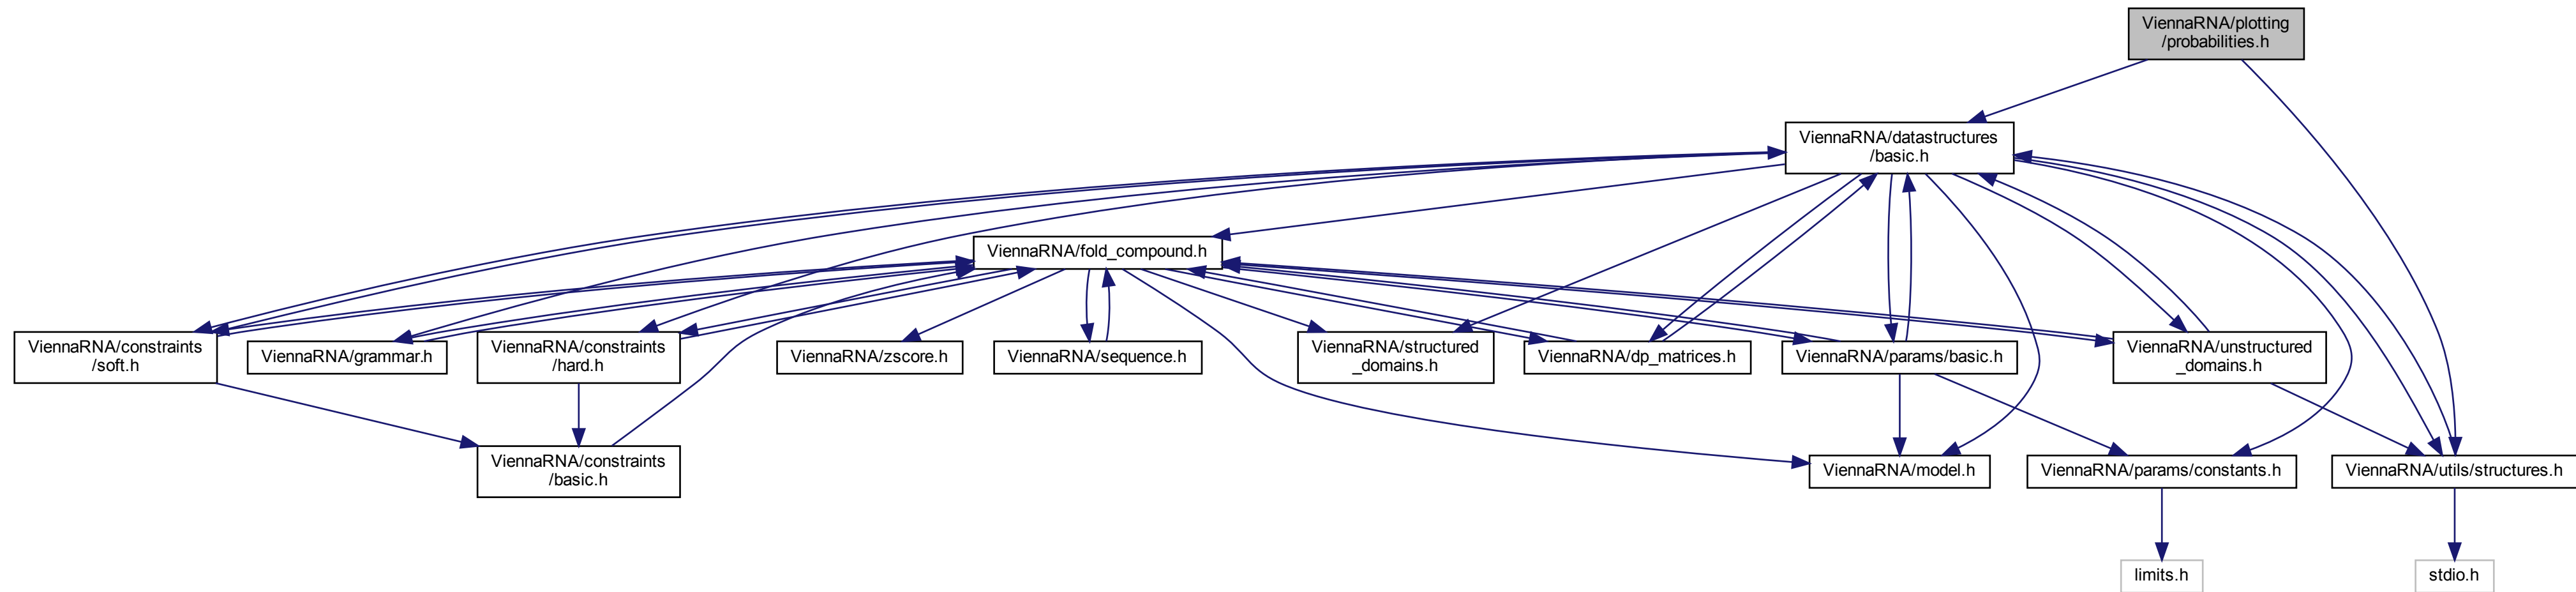 ViennaRNA/plotting
/probabilities.h
ViennaRNA/datastructures
/basic.h
ViennaRNA/fold_compound.h
ViennaRNA/constraints
/soft.h
ViennaRNA/grammar.h
ViennaRNA/constraints
/hard.h
ViennaRNA/zscore.h
ViennaRNA/sequence.h
ViennaRNA/structured
_domains.h
ViennaRNA/dp_matrices.h
ViennaRNA/params/basic.h
ViennaRNA/unstructured
_domains.h
ViennaRNA/constraints
/basic.h
ViennaRNA/model.h
ViennaRNA/params/constants.h
ViennaRNA/utils/structures.h
limits.h
stdio.h